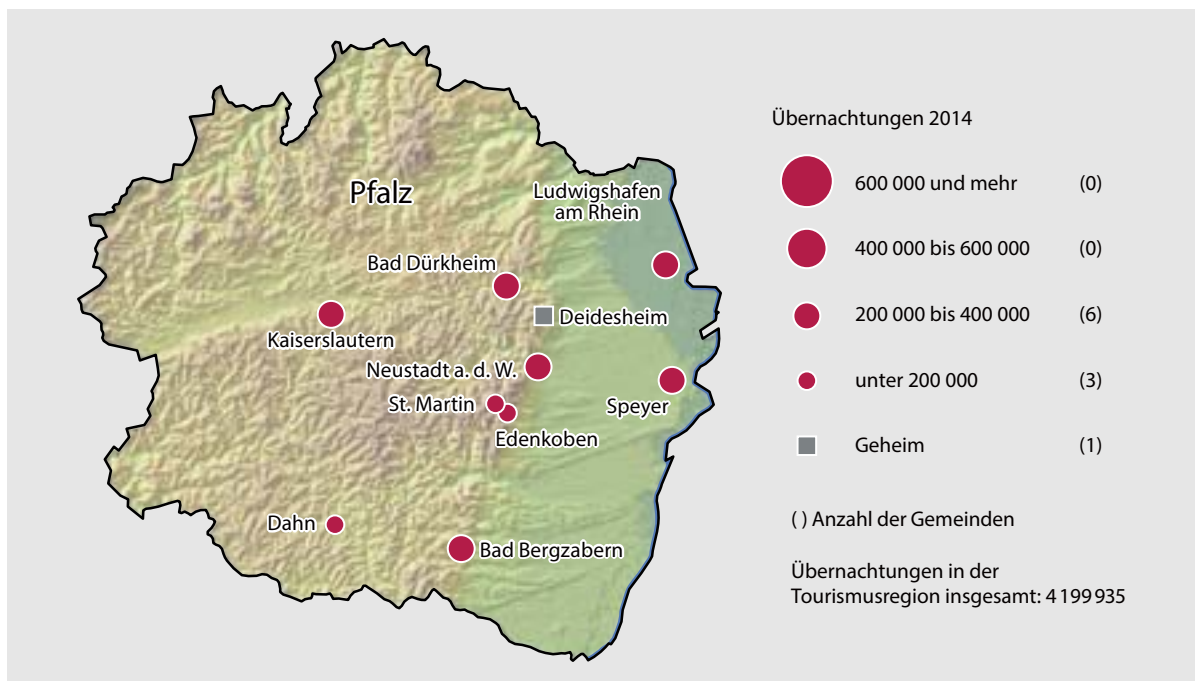 Pfalz
Ludwigshafen
am Rhein
Bad Dürkheim
Deidesheim
Kaiserslautern
Neustadt a. d. W.
St. Martin
Speyer
Edenkoben
Dahn
Bad Bergzabern
Übernachtungen 2014
600 000 und mehr (0)
400 000 bis 600 000 (0)
200 000 bis 400 000 (6)
unter 200 000 (3)
Geheim (1)
( ) Anzahl der Gemeinden
Übernachtungen in der
Tourismusregion insgesamt: 4 199 935